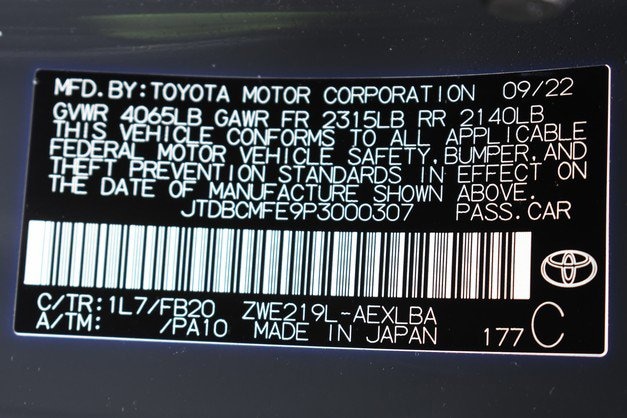 MFD. BY: TOYOTA MOTOR CORPORATION 09/22
GVWR 4065LB GAWR FR 2315LB RR 2140LB
THIS VEHICLE CONFORMS TO ALL APPLICABLE
FEDERAL MOTOR VEHICLE SAFETY, BUMPER, AND
THEFT PREVENTION STANDARDS IN EFFECT ON
THE DATE OF MANUFACTURE SHOWN ABOVE.
JTDBCMFE9P3000307 PASS. CAR
C/TR: 1L7/FB20 ZWE219L-AEXLBA
A/TM: /PA10 MADE IN JAPAN 177 C